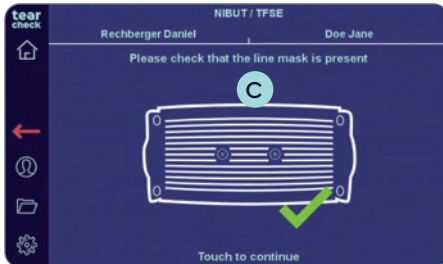 tear
check
NIBUT / TFSE
Rechberger Daniel
Doe Jane
Please check that the line mask is present
C
Touch to continue